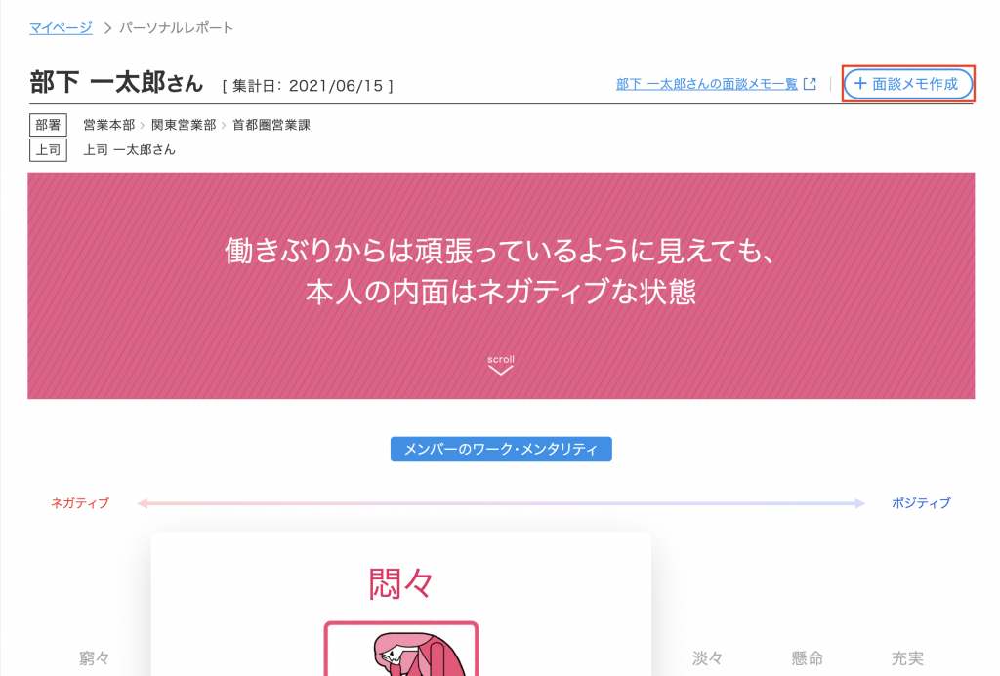 マイページ > パーソナルレポート
部下 一太郎さん [ 集計日: 2021/06/15 ] 部下 一太郎さんの面談メモ一覧 + 面談メモ作成
部署 営業本部 > 関東営業部 > 首都圏営業課
上司 上司 一太郎さん
働きぶりからは頑張っているように見えても、
本人の内面はネガティブな状態
scroll
メンバーのワーク・メンタリティ
ネガティブ ポジティブ
悶々
窮々 淡々 懸命 充実